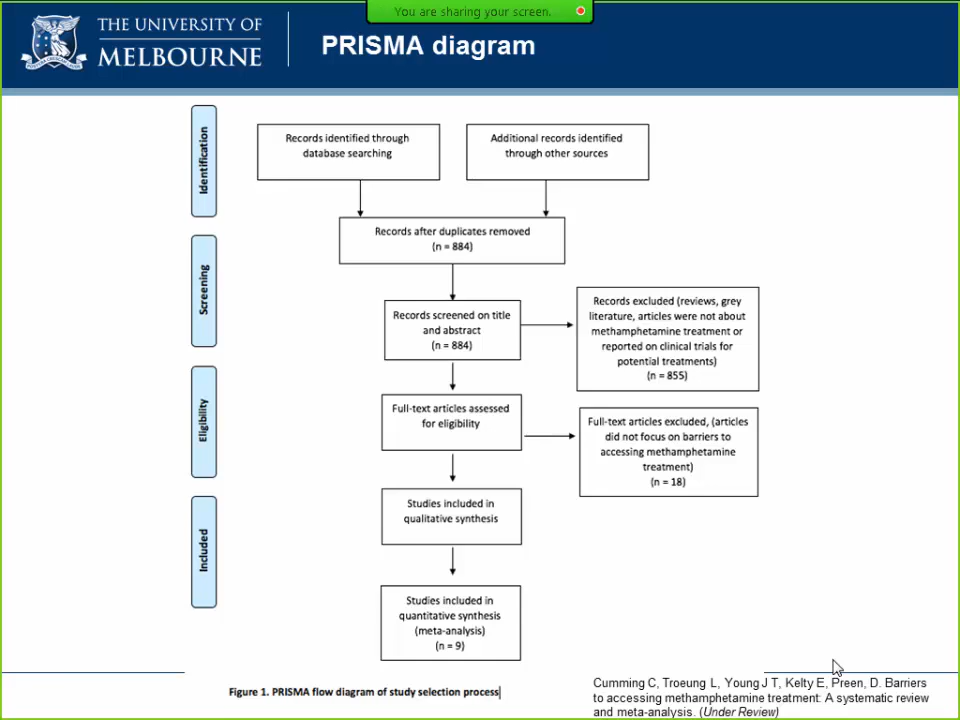 You are sharing your screen.
THE UNIVERSITY OF
MELBOURNE
PRISMA diagram
Identification
Records identified through
database searching
Additional records identified
through other sources
Records after duplicates removed
(n = 884)
Screening
Records screened on title
and abstract
(n = 884)
Records excluded (reviews, grey
literature, articles were not about
methamphetamine treatment or
reported on clinical trials for
potential treatments)
(n = 855)
Eligibility
Full-text articles assessed
for eligibility
Full-text articles excluded, (articles
did not focus on barriers to
accessing methamphetamine
treatment)
(n = 18)
Included
Studies included in
qualitative synthesis
Studies included in
quantitative synthesis
(meta-analysis)
(n = 9)
Figure 1. PRISMA flow diagram of study selection process
Cumming C, Troeung L, Young J T, Kelty E, Preen, D. Barriers
to accessing methamphetamine treatment: A systematic review
and meta-analysis. (Under Review)